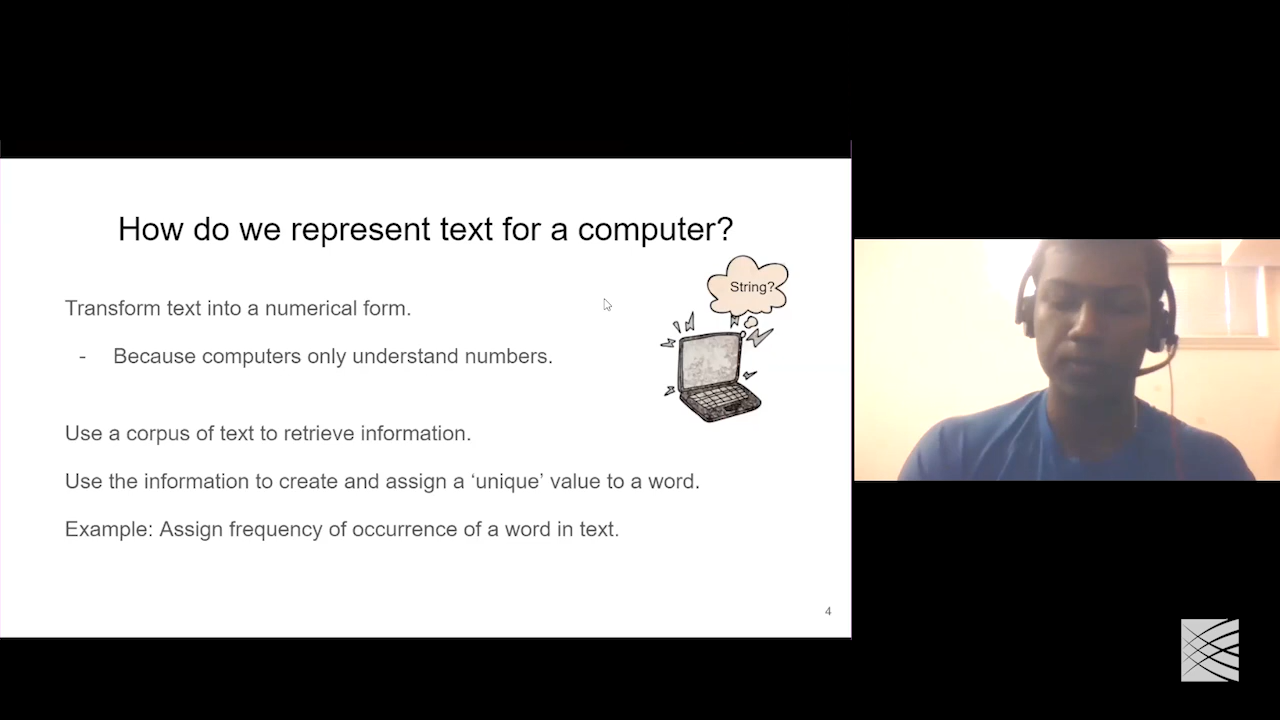 How do we represent text for a computer?
String?
Transform text into a numerical form.
- Because computers only understand numbers.
Use a corpus of text to retrieve information.
Use the information to create and assign a ‘unique’ value to a word.
Example: Assign frequency of occurrence of a word in text.
4